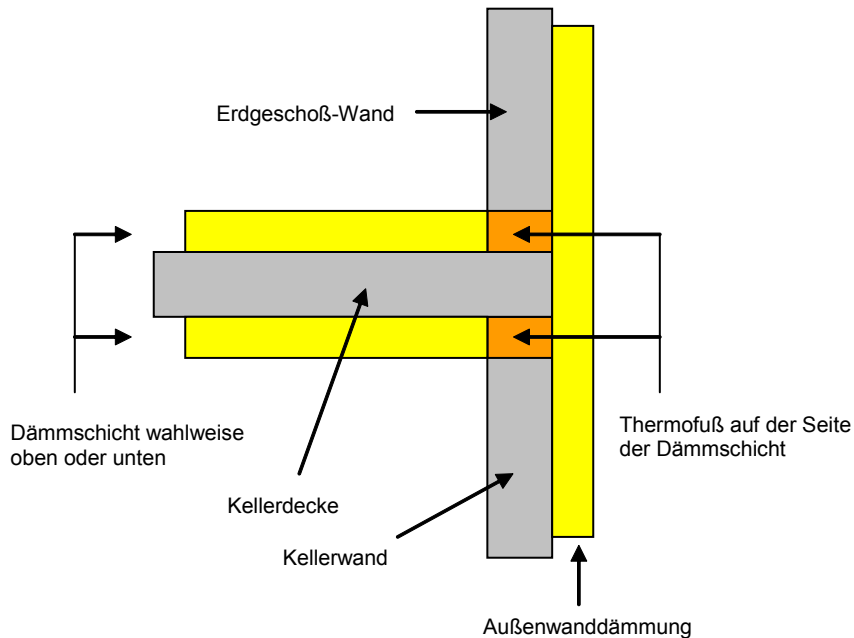 Erdgeschoß-Wand
Dämmschicht wahlweise
oben oder unten
Thermofuß auf der Seite
der Dämmschicht
Kellerdecke
Kellerwand
Außenwanddämmung